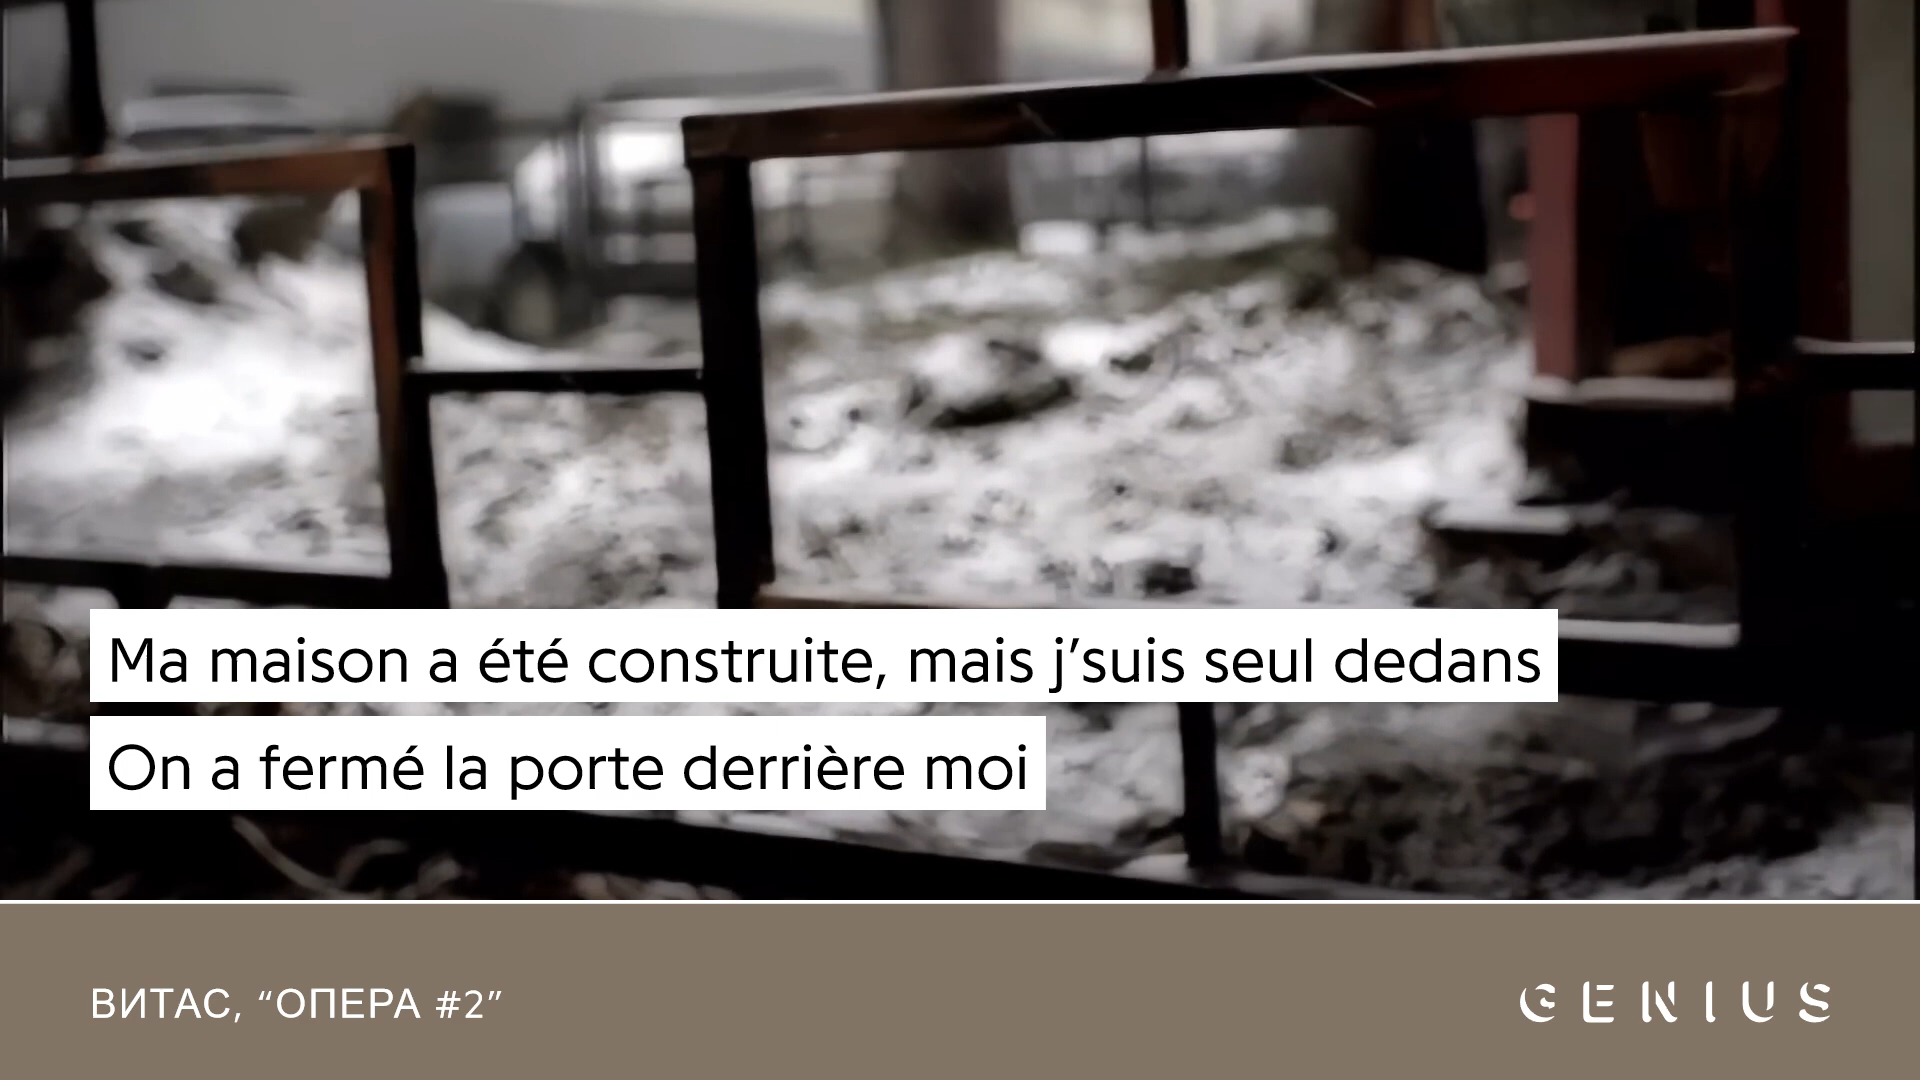 Ma maison a été construite, mais j’suis seul dedans
On a fermé la porte derrière moi
ВИТАС, “ОПЕРА #2”
GENIUS